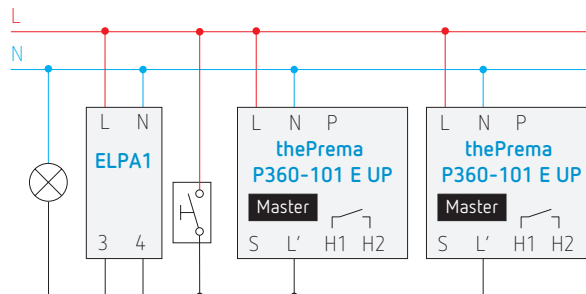 L
N
L N
ELPA1
3 4
L N P
thePrema
P360-101 E UP
Master
S L’ H1 H2
L N P
thePrema
P360-101 E UP
Master
S L’ H1 H2